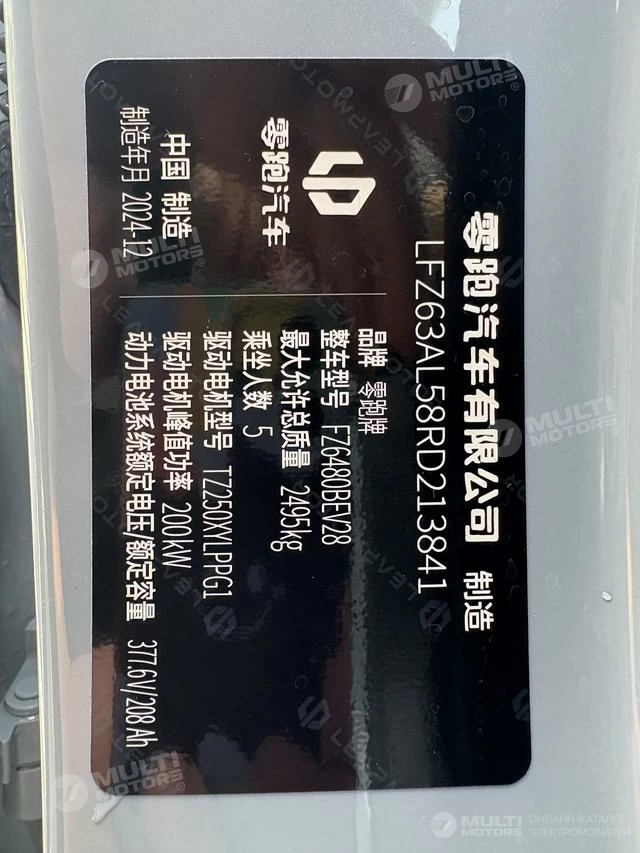 零跑汽车有限公司 制造
LFZ63AL58RD213841
零跑汽车
中国 制造
制造年月 2024-12
品牌 零跑牌
整车型号 FZ6480BEV28
最大允许总质量 2495kg
乘坐人数 5
驱动电机型号 TZ250XYLPPG1
驱动电机峰值功率 200kW
动力电池系统额定电压/额定容量 377.6V/208Ah
MULTI MOTORS®
ОНЛАЙН-КАТАЛОГ
ЭЛЕКТРОМОБИЛЕЙ
LEAPMOTOR